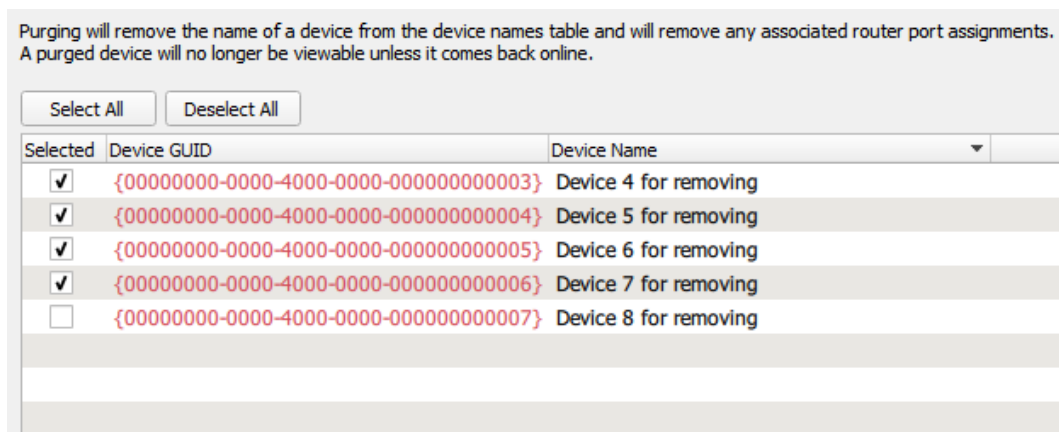 Purging will remove the name of a device from the device names table and will remove any associated router port assignments.
A purged device will no longer be viewable unless it comes back online.
Select All Deselect All
Selected Device GUID Device Name
{00000000-0000-4000-0000-000000000003} Device 4 for removing
{00000000-0000-4000-0000-000000000004} Device 5 for removing
{00000000-0000-4000-0000-000000000005} Device 6 for removing
{00000000-0000-4000-0000-000000000006} Device 7 for removing
{00000000-0000-4000-0000-000000000007} Device 8 for removing